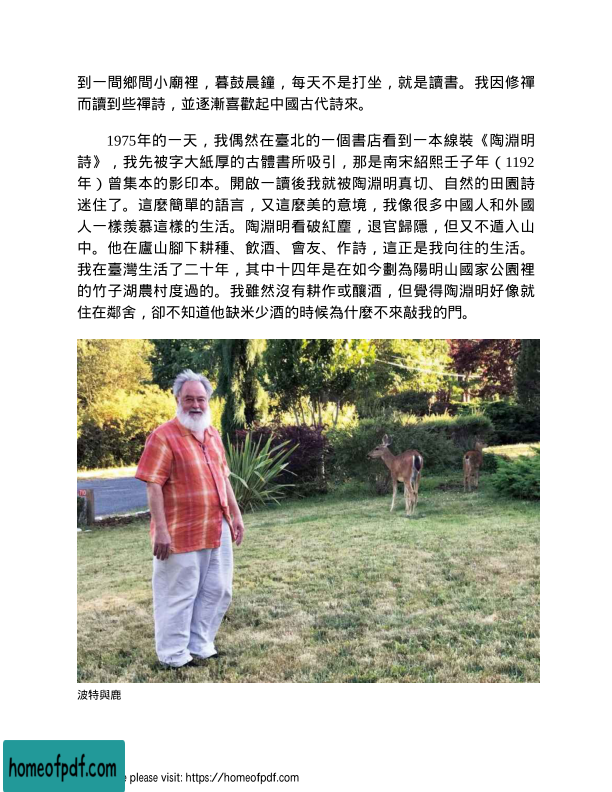 到一間鄉間小廟裡，暮鼓晨鐘，每天不是打坐，就是讀書。我因修禪
而讀到些禪詩，並逐漸喜歡起中國古代詩來。
1975年的一天，我偶然在臺北的一個書店看到一本線裝《陶淵明
詩》，我先被字大紙厚的古體書所吸引，那是南宋紹熙壬子年（1192
年）曾集本的影印本。開啟一讀後我就被陶淵明真切、自然的田園詩
迷住了。這麼簡單的語言，又這麼美的意境，我像很多中國人和外國
人一樣羨慕這樣的生活。陶淵明看破紅塵，退官歸隱，但又不遁入山
中。他在廬山腳下耕種、飲酒、會友、作詩，這正是我向往的生活。
我在臺灣生活了二十年，其中十四年是在如今劃為陽明山國家公園裡
的竹子湖農村度過的。我雖然沒有耕作或釀酒，但覺得陶淵明好像就
住在鄰舍，卻不知道他缺米少酒的時候為什麼不來敲我的門。
波特與鹿
homeofpdf.com
e please visit: https://homeofpdf.com